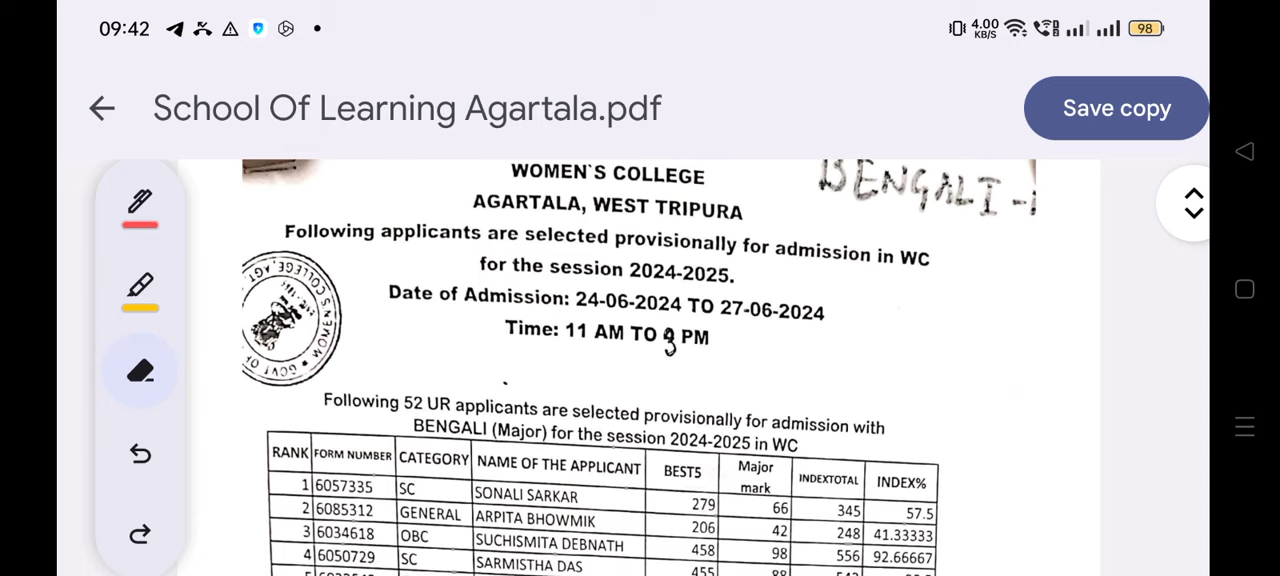 09:42
4.00 KB/S
98
School Of Learning Agartala.pdf
Save copy
WOMEN`S COLLEGE
BENGALI -
AGARTALA, WEST TRIPURA
Following applicants are selected provisionally for admission in WC
for the session 2024-2025.
Date of Admission: 24-06-2024 TO 27-06-2024
Time: 11 AM TO 3 PM
WOMEN'S COLLEGE
GOVT
Following 52 UR applicants are selected provisionally for admission with
BENGALI (Major) for the session 2024-2025 in WC
RANK FORM NUMBER CATEGORY NAME OF THE APPLICANT BEST5 Major mark INDEXTOTAL INDEX%
1 6057335 SC SONALI SARKAR 279 66 345 57.5
2 6085312 GENERAL ARPITA BHOWMIK 206 42 248 41.33333
3 6034618 OBC SUCHISMITA DEBNATH 458 98 556 92.66667
4 6050729 SC SARMISTHA DAS 455